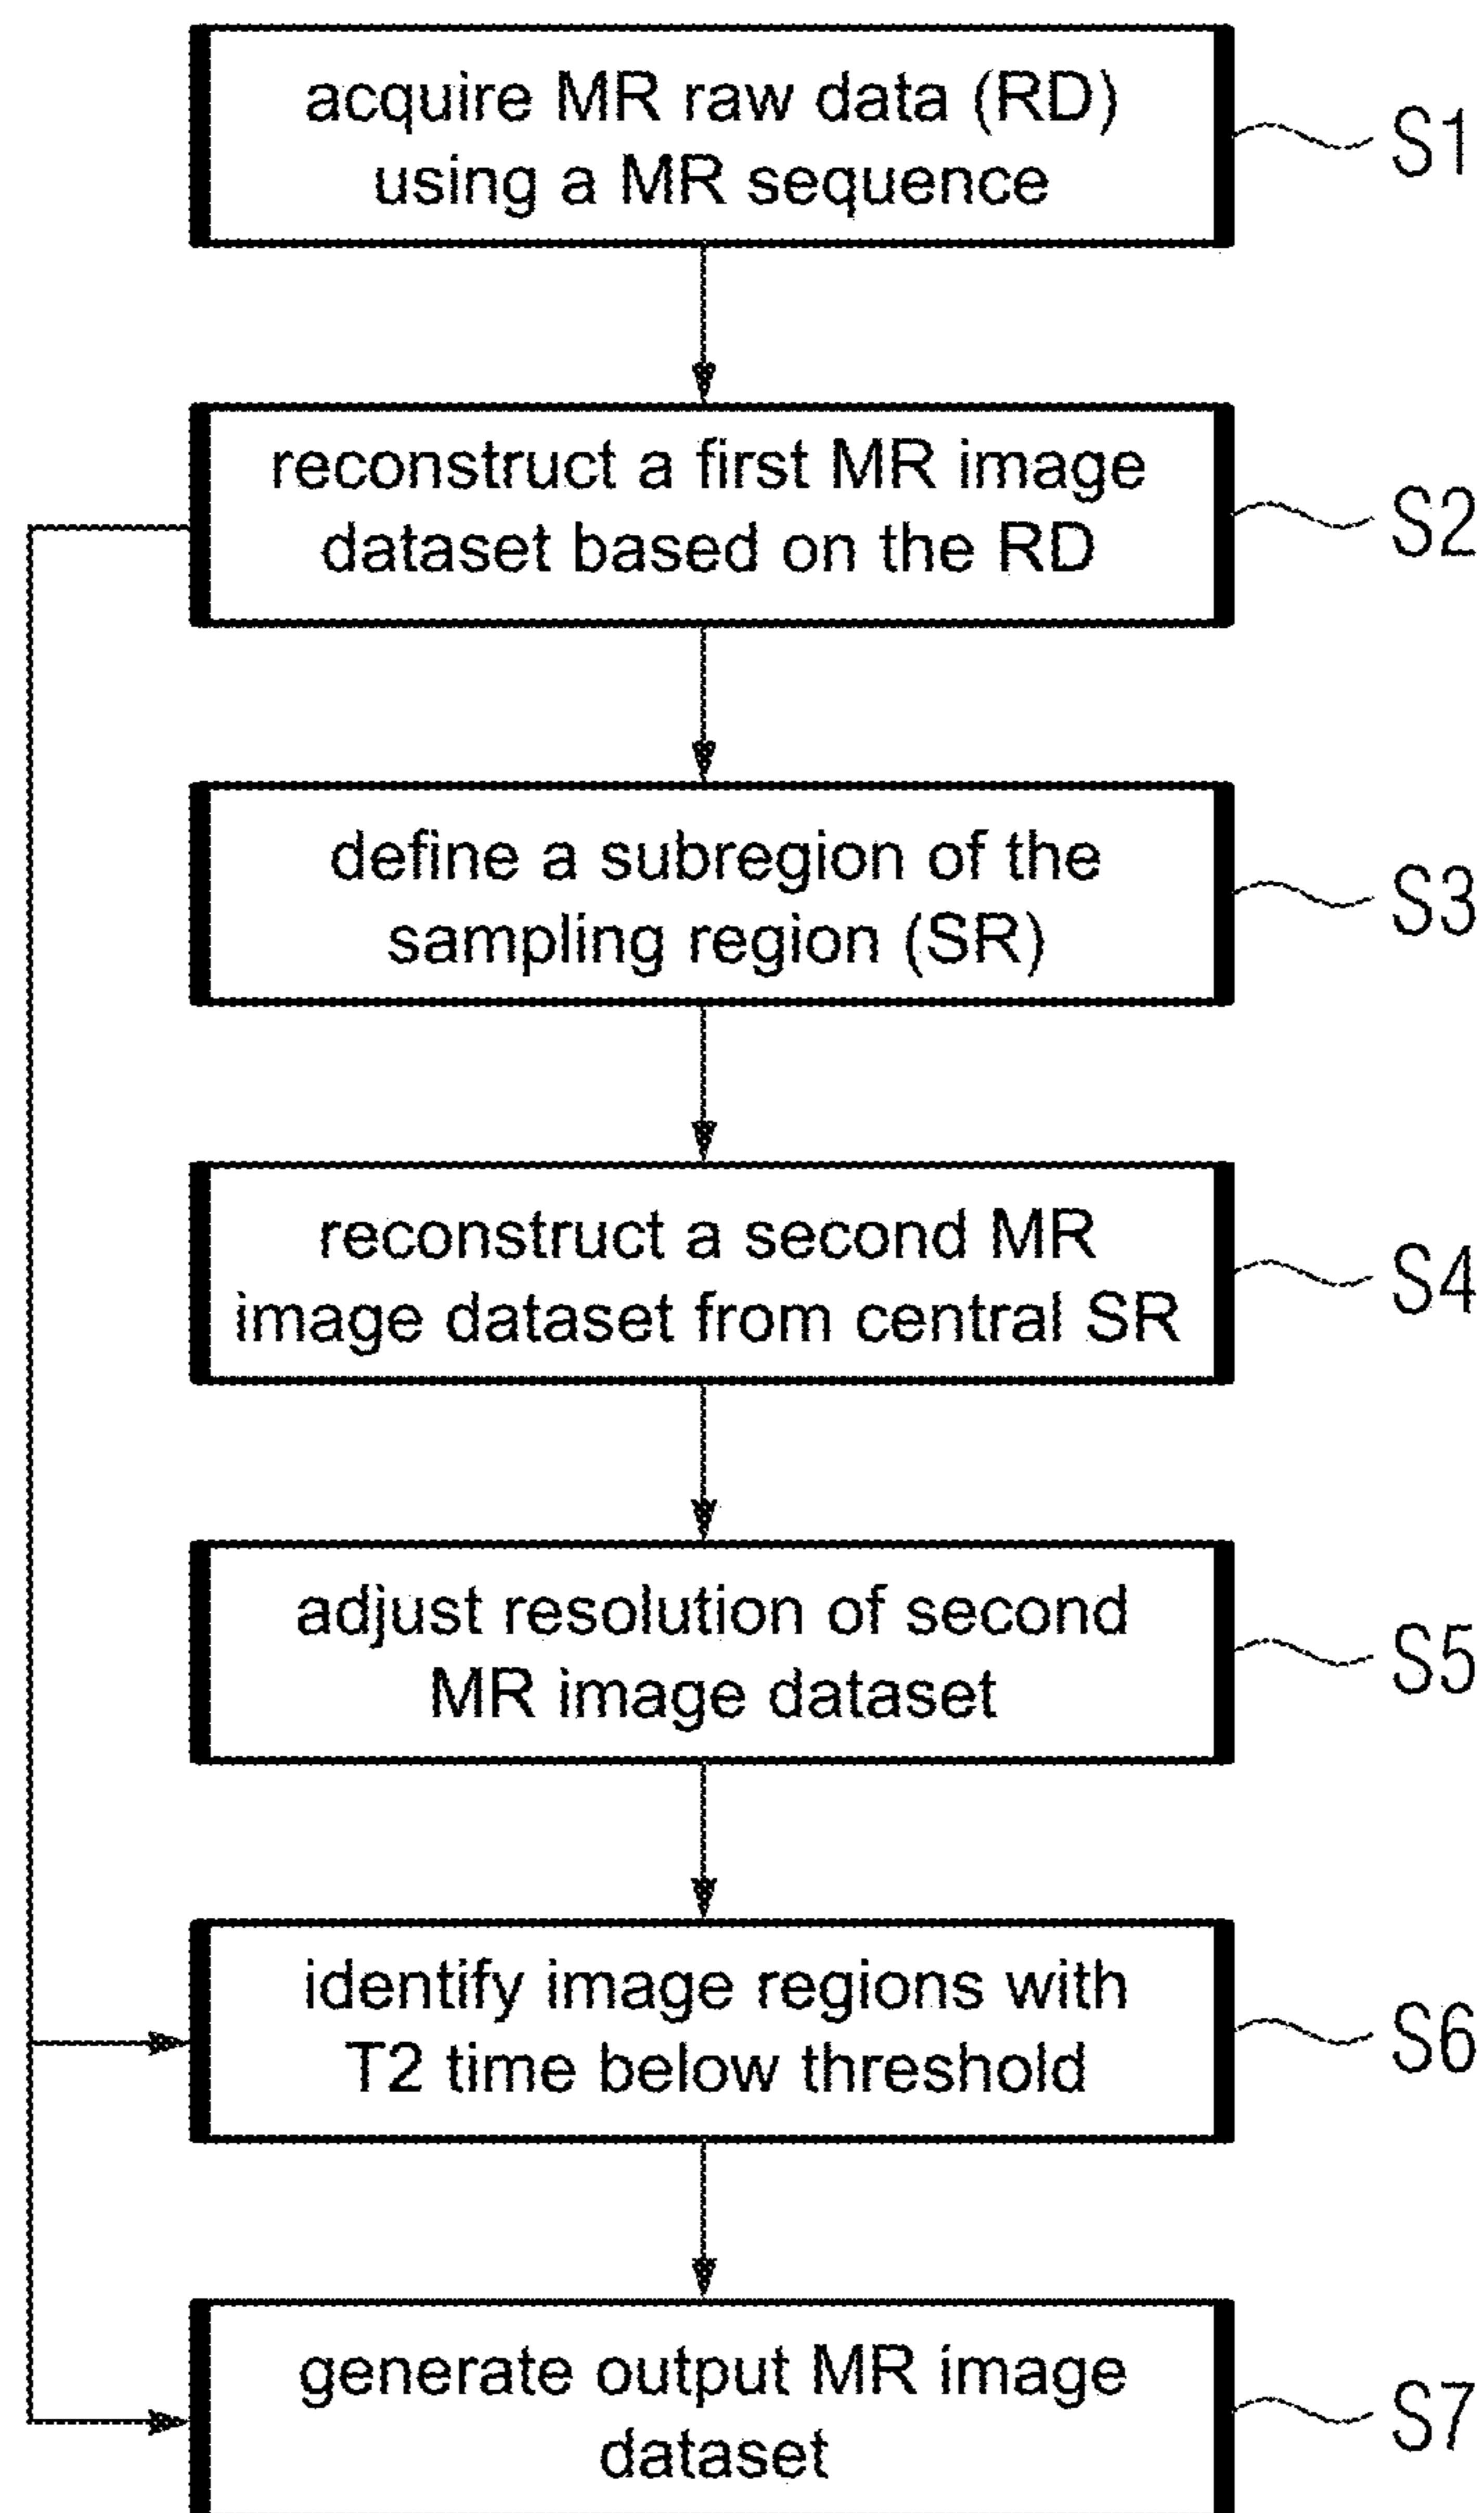 acquire MR raw data (RD)
using a MR sequence
S1
reconstruct a first MR image
dataset based on the RD
S2
define a subregion of the
sampling region (SR)
S3
reconstruct a second MR
image dataset from central SR
S4
adjust resolution of second
MR image dataset
S5
identify image regions with
T2 time below threshold
S6
generate output MR image
dataset
S7